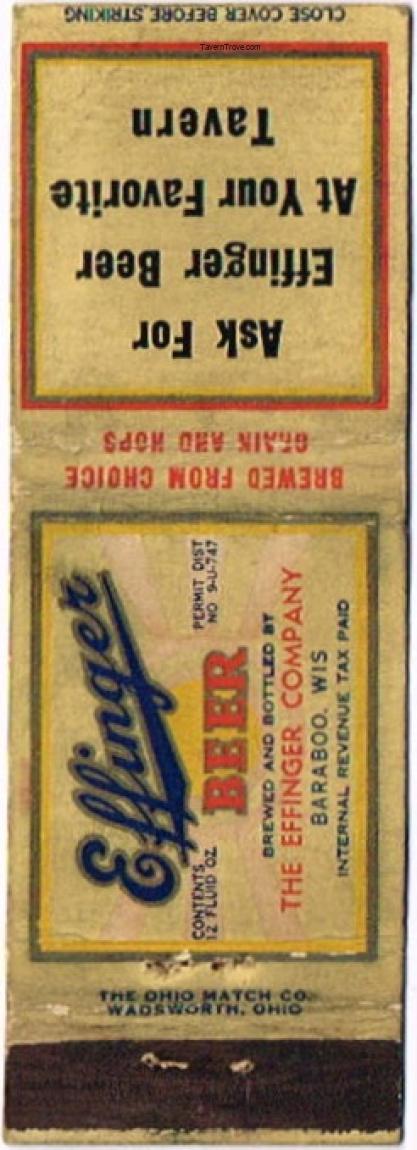 CLOSE COVER BEFORE STRIKING
TavernTrove.com
Ask For
Effinger Beer
At Your Favorite
Tavern
BREWED FROM CHOICE
GRAIN AND HOPS
Effinger
CONTENTS
12 FLUID OZ.
BEER
PERMIT DIST
NO 9-U-747
BREWED AND BOTTLED BY
THE EFFINGER COMPANY
BARABOO, WIS
INTERNAL REVENUE TAX PAID
THE OHIO MATCH CO.
WADSWORTH, OHIO